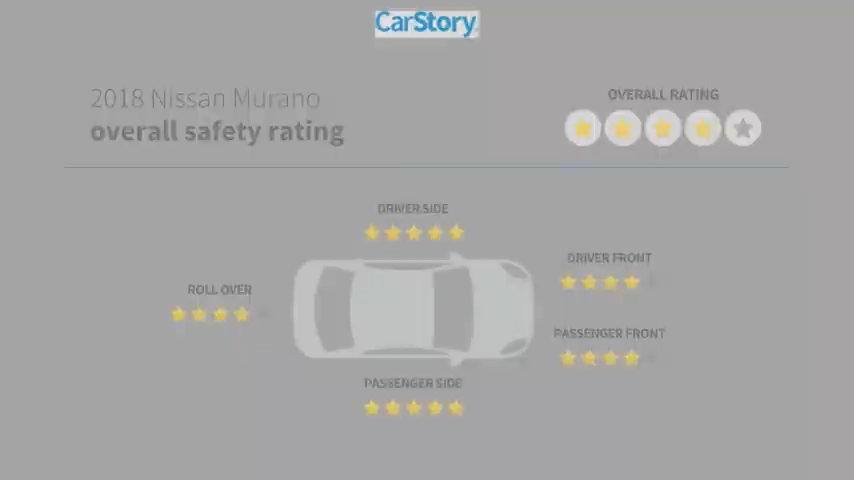 CarStory
2018 Nissan Murano
overall safety rating
OVERALL RATING
DRIVER SIDE
DRIVER FRONT
ROLL OVER
PASSENGER FRONT
PASSENGER SIDE